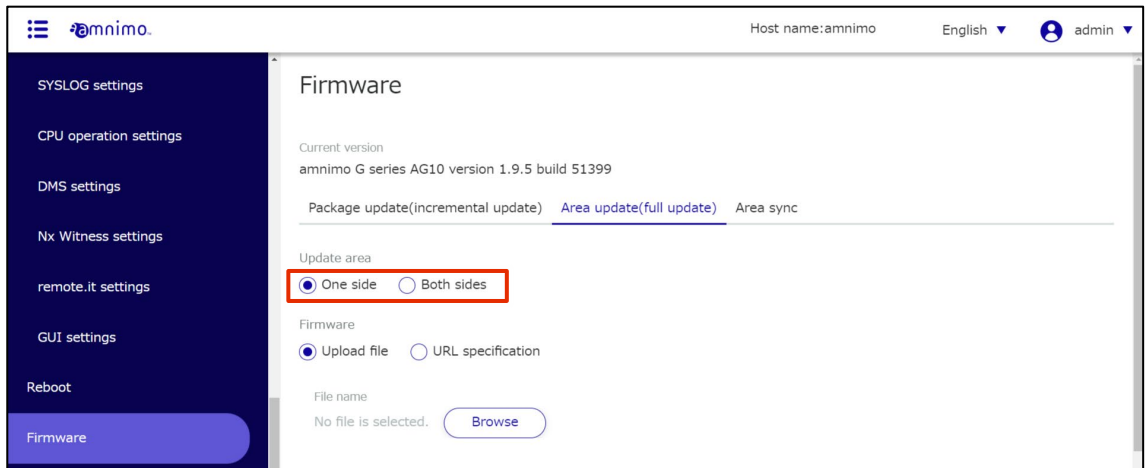 amnimo
Host name:amnimo
English
admin
SYSLOG settings
CPU operation settings
DMS settings
Nx Witness settings
remote.it settings
GUI settings
Reboot
Firmware
Firmware
Current version
amnimo G series AG10 version 1.9.5 build 51399
Package update(incremental update) Area update(full update) Area sync
Update area
One side Both sides
Firmware
Upload file URL specification
File name
No file is selected. Browse